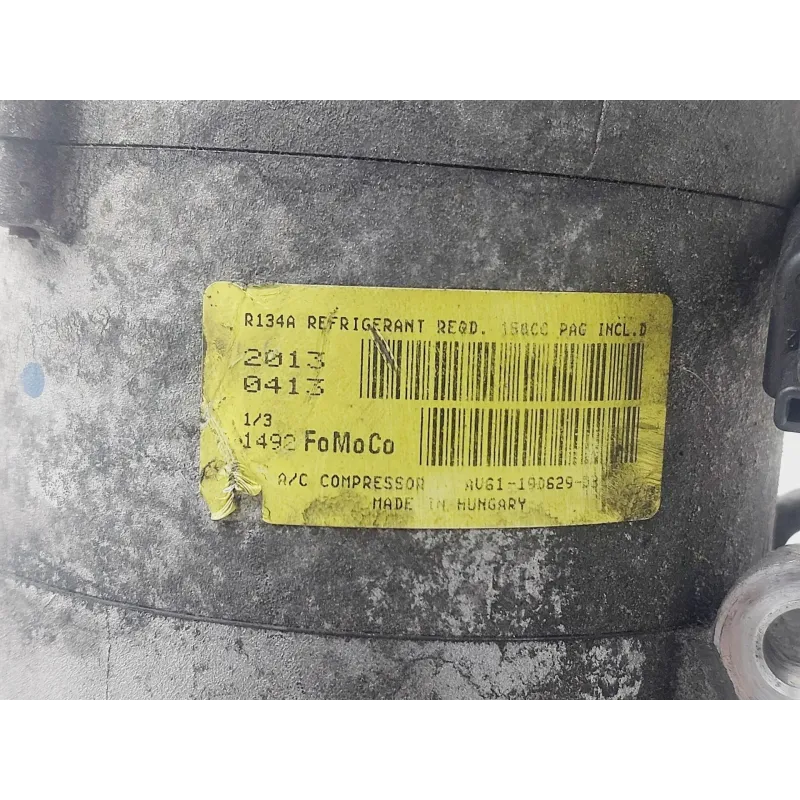 R134A REFRIGERANT REQD. 150CC PAG INCL.D
2013
0413
1/3
1492 FoMoCo
A/C COMPRESSOR AV61-19D629-
MADE IN HUNGARY